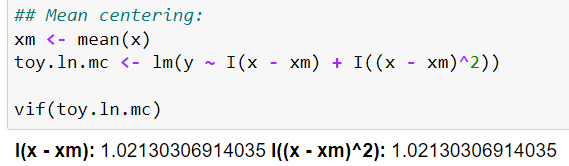 ## Mean centering:
xm <- mean(x)
toy.ln.mc <- lm(y ~ I(x - xm) + I((x - xm)^2))
vif(toy.ln.mc)
I(x - xm): 1.02130306914035 I((x - xm)^2): 1.02130306914035